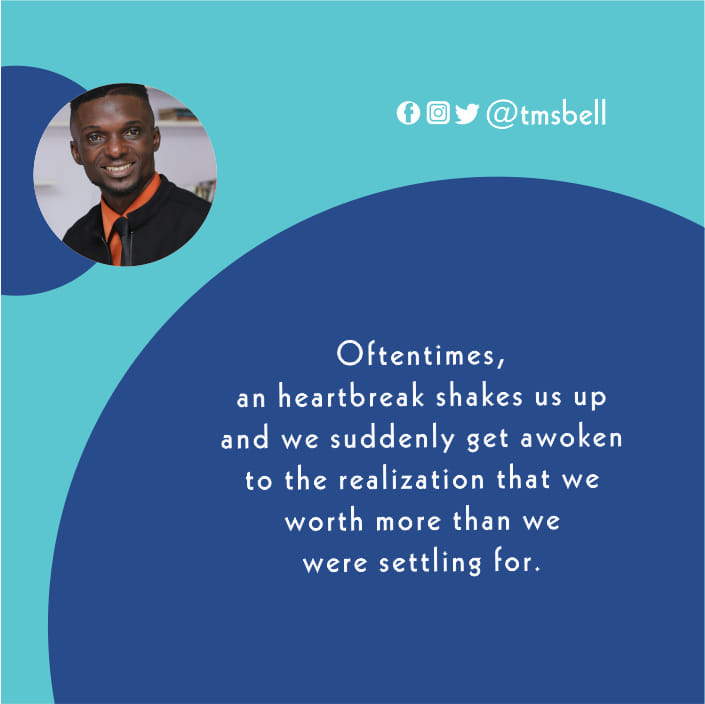 @tmsbell
Oftentimes,
an heartbreak shakes us up
and we suddenly get awoken
to the realization that we
worth more than we
were settling for.